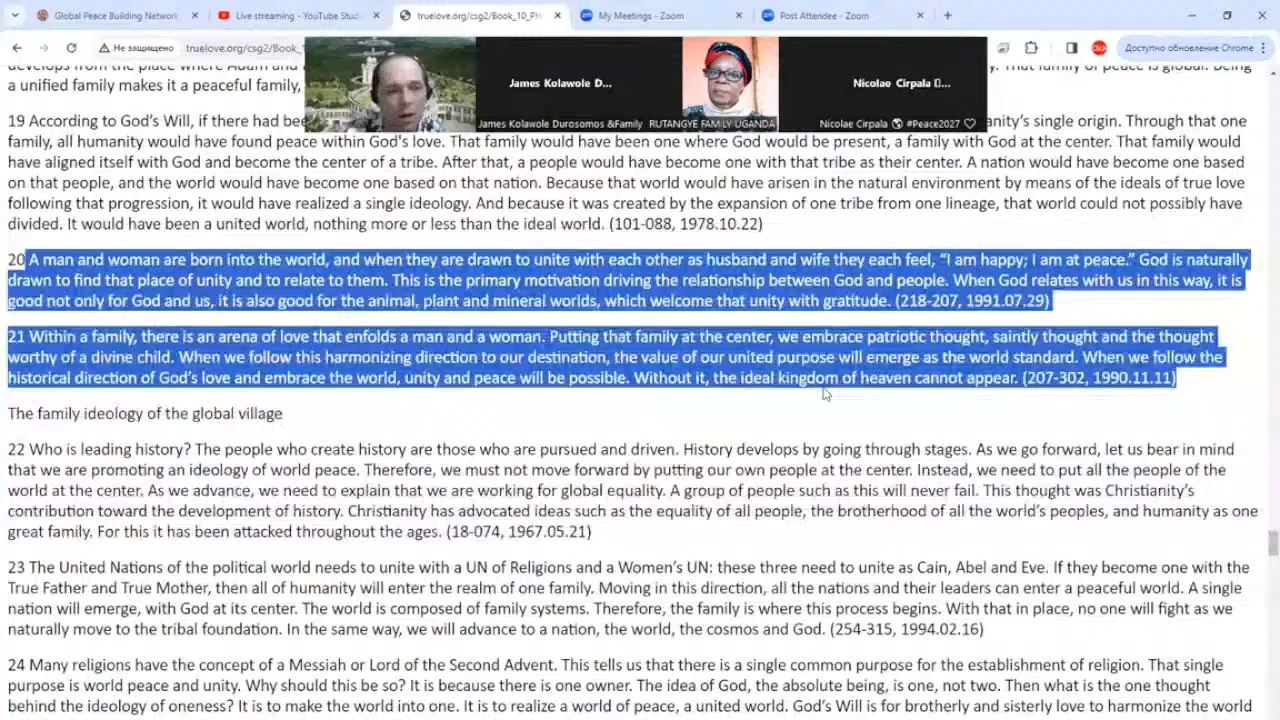 Global Peace Building Network
Live streaming - YouTube Stud
truelove.org/csg2/Book_10_PH
My Meetings - Zoom
Post Attendee - Zoom
Не защищено
truelove.org/csg2/Book_1
Доступно обновление Chrome
a unified family makes it a peaceful family,
James Kolawole D...
Nicolae Cirpala
James Kolawole Durosomos &Family
RUTANGYE FAMILY UGANDA
Nicolae Cirpala #Peace2027
That family of peace is global. Being
19 According to God's Will, if there had bee
anity's single origin. Through that one
family, all humanity would have found peace within God's love. That family would have been one where God would be present, a family with God at the center. That family would
have aligned itself with God and become the center of a tribe. After that, a people would have become one with that tribe as their center. A nation would have become one based
on that people, and the world would have become one based on that nation. Because that world would have arisen in the natural environment by means of the ideals of true love
following that progression, it would have realized a single ideology. And because it was created by the expansion of one tribe from one lineage, that world could not possibly have
divided. It would have been a united world, nothing more or less than the ideal world. (101-088, 1978.10.22)
20 A man and woman are born into the world, and when they are drawn to unite with each other as husband and wife they each feel, “I am happy; I am at peace.” God is naturally
drawn to find that place of unity and to relate to them. This is the primary motivation driving the relationship between God and people. When God relates with us in this way, it is
good not only for God and us, it is also good for the animal, plant and mineral worlds, which welcome that unity with gratitude. (218-207, 1991.07.29)
21 Within a family, there is an arena of love that enfolds a man and a woman. Putting that family at the center, we embrace patriotic thought, saintly thought and the thought
worthy of a divine child. When we follow this harmonizing direction to our destination, the value of our united purpose will emerge as the world standard. When we follow the
historical direction of God's love and embrace the world, unity and peace will be possible. Without it, the ideal kingdom of heaven cannot appear. (207-302, 1990.11.11)
The family ideology of the global village
22 Who is leading history? The people who create history are those who are pursued and driven. History develops by going through stages. As we go forward, let us bear in mind
that we are promoting an ideology of world peace. Therefore, we must not move forward by putting our own people at the center. Instead, we need to put all the people of the
world at the center. As we advance, we need to explain that we are working for global equality. A group of people such as this will never fail. This thought was Christianity's
contribution toward the development of history. Christianity has advocated ideas such as the equality of all people, the brotherhood of all the world's peoples, and humanity as one
great family. For this it has been attacked throughout the ages. (18-074, 1967.05.21)
23 The United Nations of the political world needs to unite with a UN of Religions and a Women's UN: these three need to unite as Cain, Abel and Eve. If they become one with the
True Father and True Mother, then all of humanity will enter the realm of one family. Moving in this direction, all the nations and their leaders can enter a peaceful world. A single
nation will emerge, with God at its center. The world is composed of family systems. Therefore, the family is where this process begins. With that in place, no one will fight as we
naturally move to the tribal foundation. In the same way, we will advance to a nation, the world, the cosmos and God. (254-315, 1994.02.16)
24 Many religions have the concept of a Messiah or Lord of the Second Advent. This tells us that there is a single common purpose for the establishment of religion. That single
purpose is world peace and unity. Why should this be so? It is because there is one owner. The idea of God, the absolute being, is one, not two. Then what is the one thought
behind the ideology of oneness? It is to make the world into one. It is to realize a world of peace, a united world. God's Will is for brotherly and sisterly love to harmonize the world